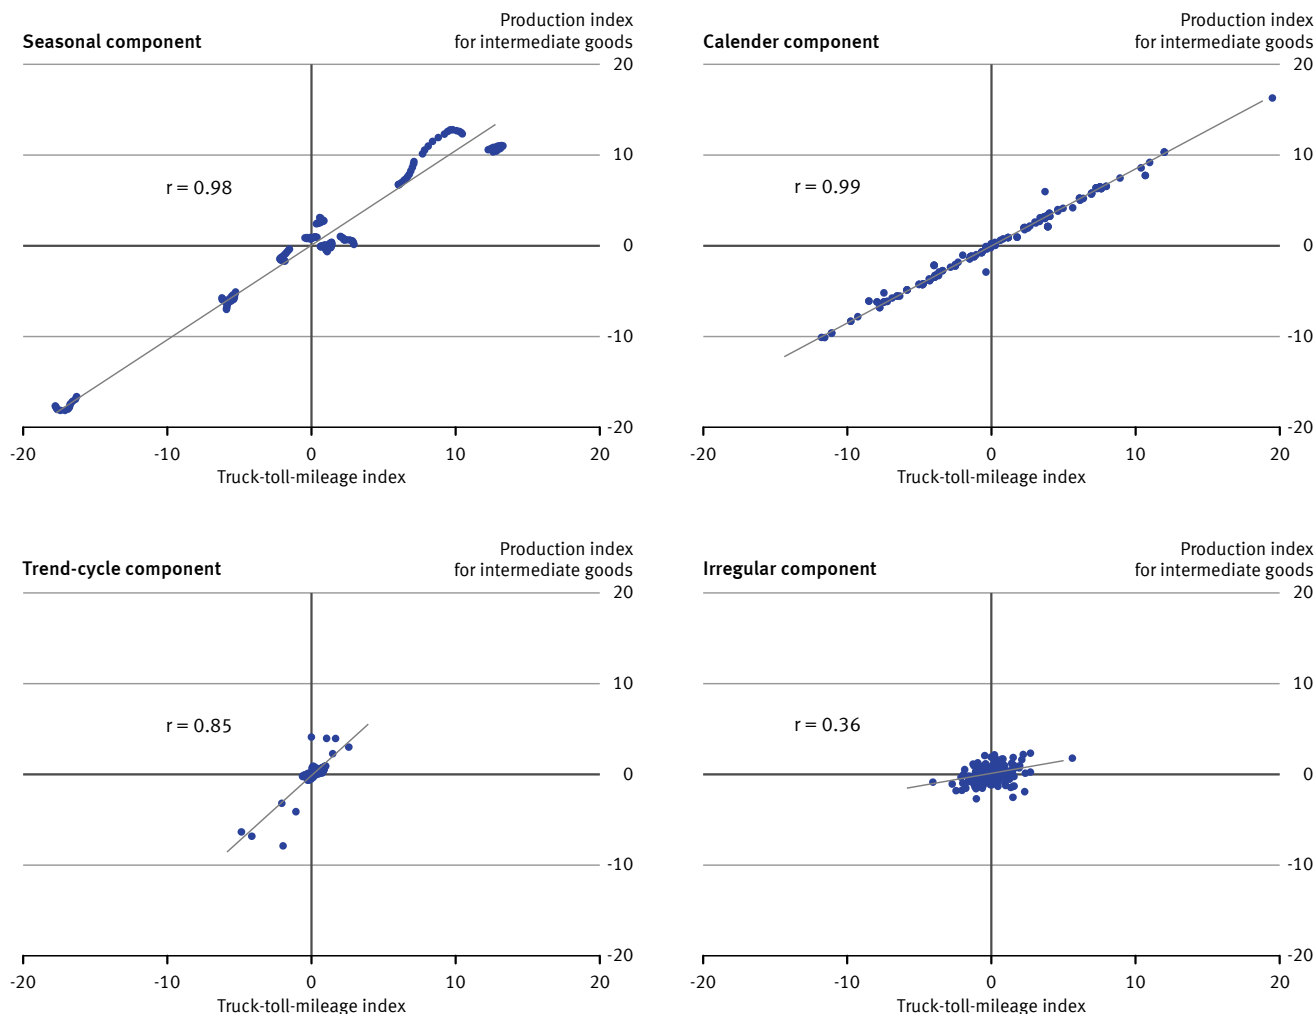 Production index
Seasonal component for intermediate goods
20
10
r = 0.98
0
-10
-20
-20 -10 0 10 20
Truck-toll-mileage index
Production index
Calender component for intermediate goods
20
10
r = 0.99
0
-10
-20
-20 -10 0 10 20
Truck-toll-mileage index
Production index
Trend-cycle component for intermediate goods
20
10
r = 0.85
0
-10
-20
-20 -10 0 10 20
Truck-toll-mileage index
Production index
Irregular component for intermediate goods
20
10
r = 0.36
0
-10
-20
-20 -10 0 10 20
Truck-toll-mileage index